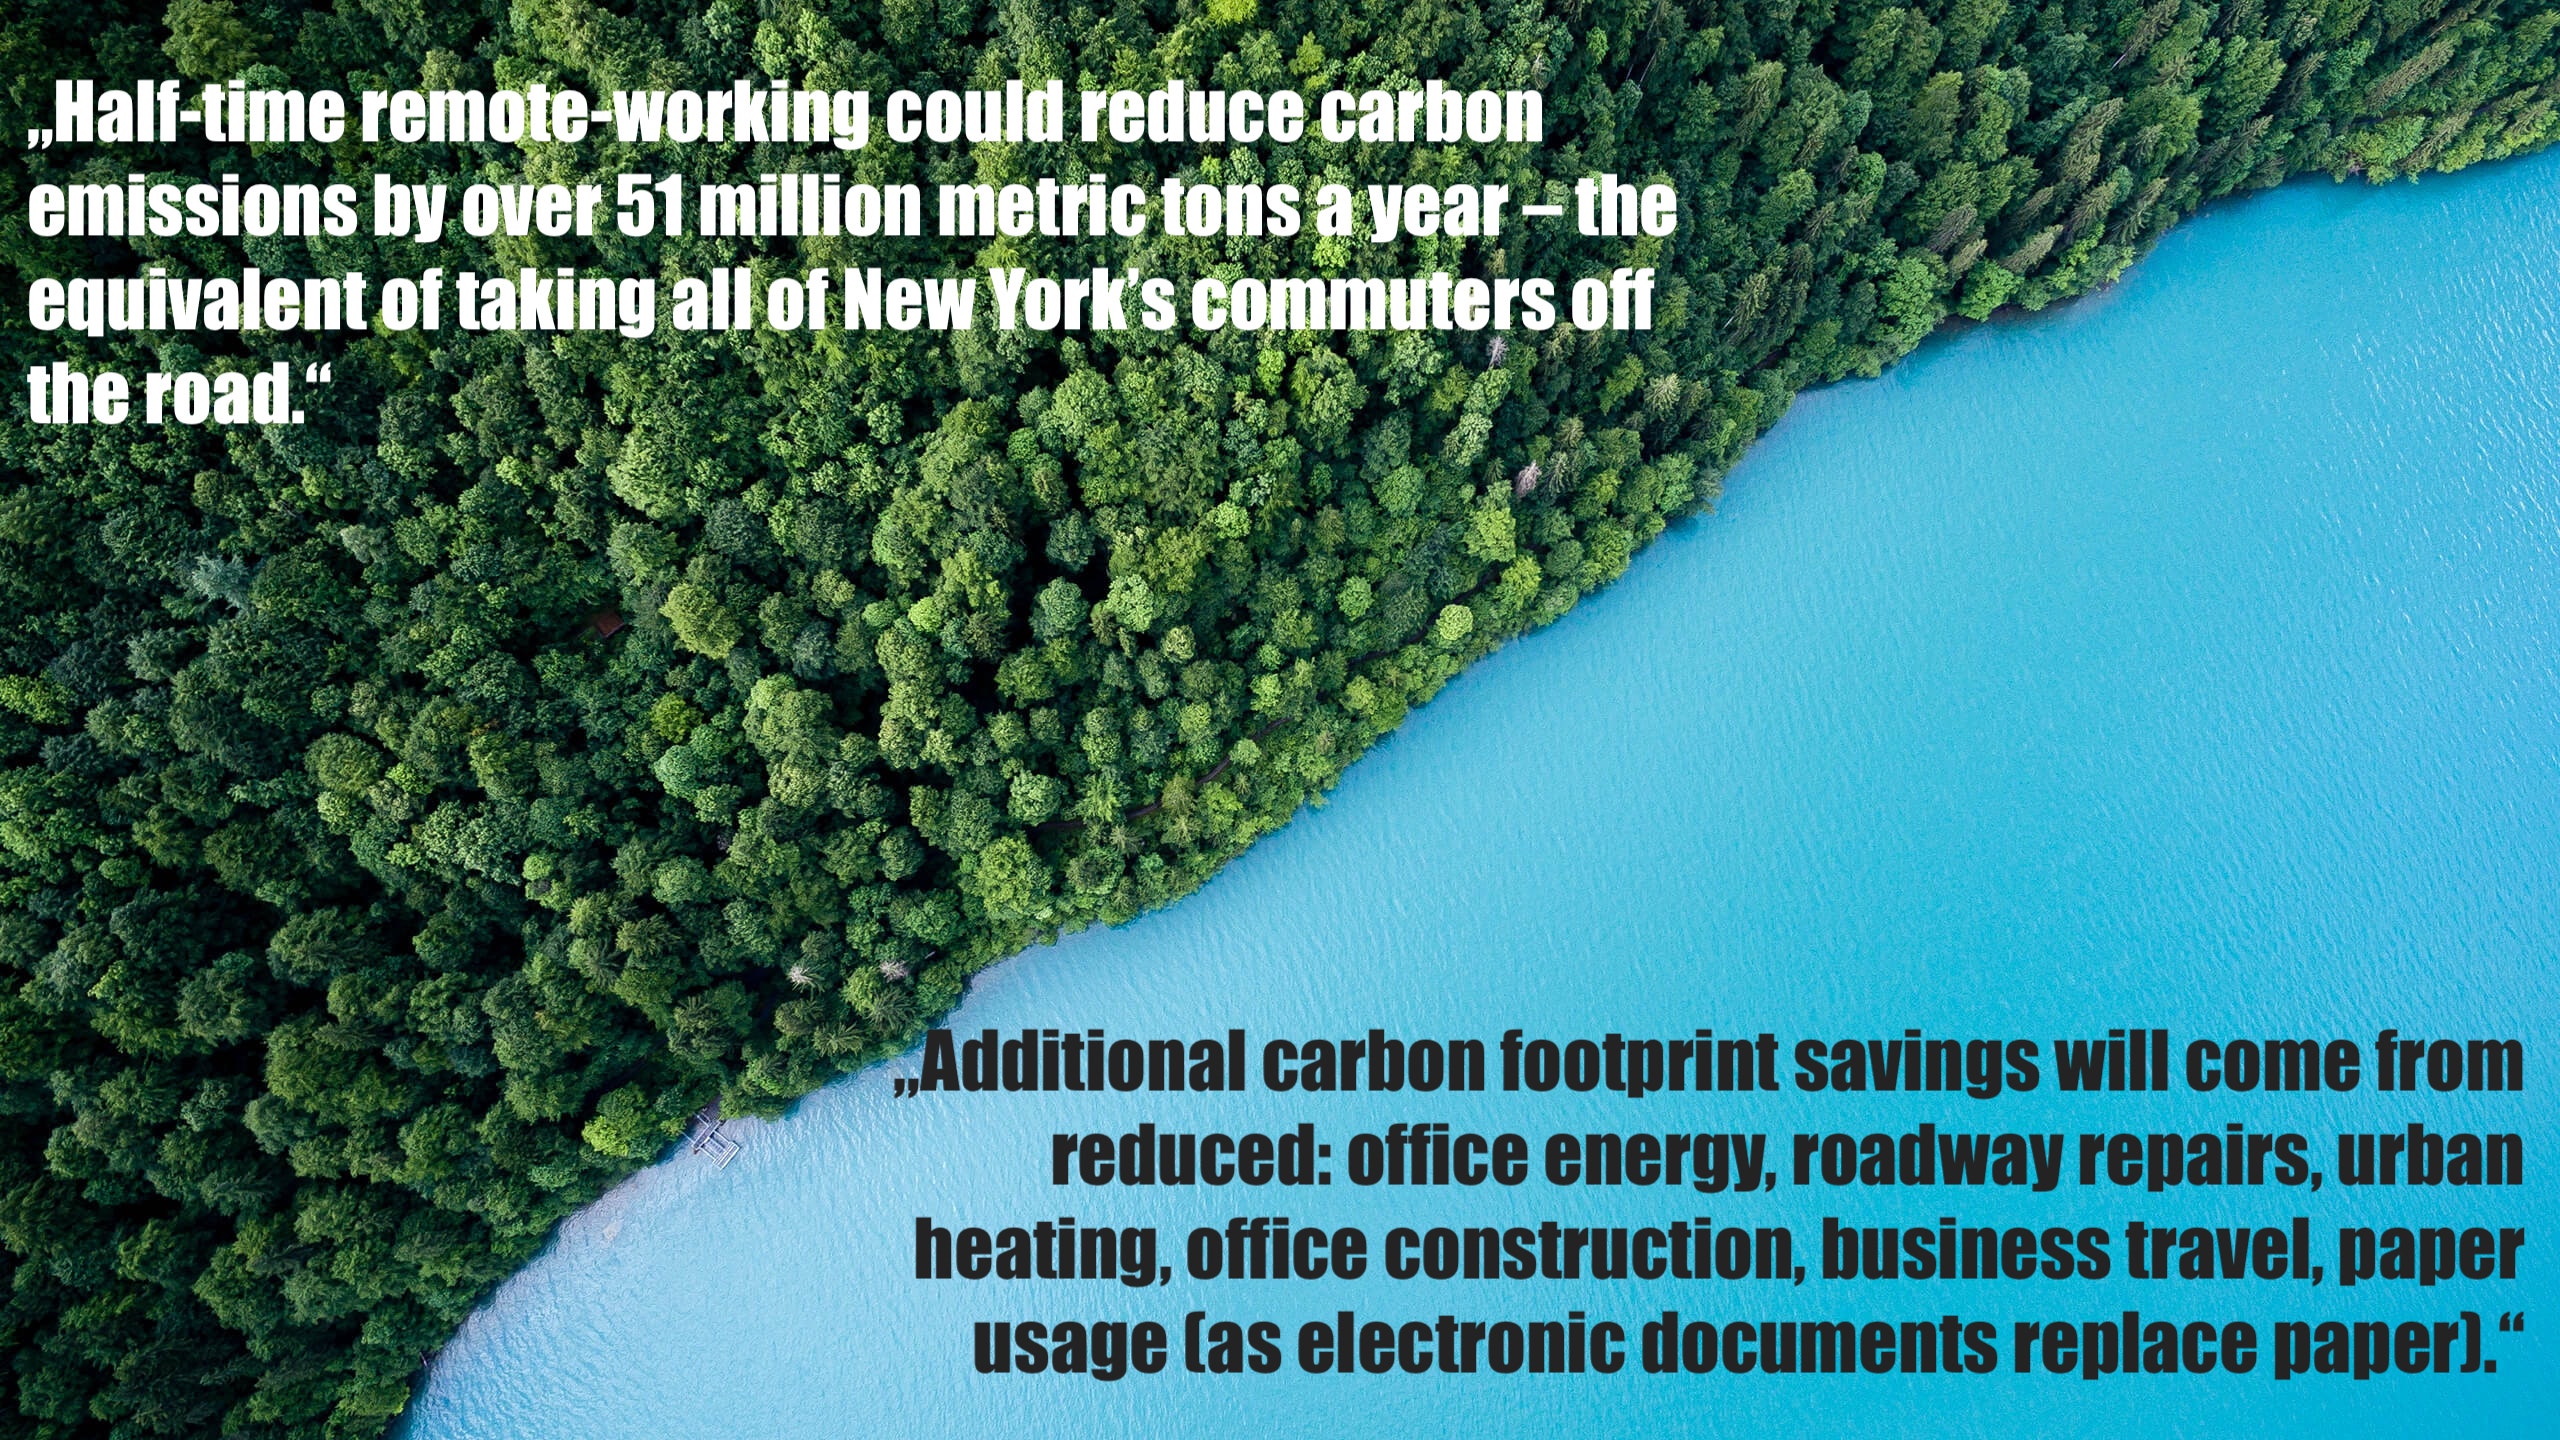 „Half-time remote-working could reduce carbon
emissions by over 51 million metric tons a year – the
equivalent of taking all of New York’s commuters off
the road.“
„Additional carbon footprint savings will come from
reduced: office energy, roadway repairs, urban
heating, office construction, business travel, paper
usage (as electronic documents replace paper).“